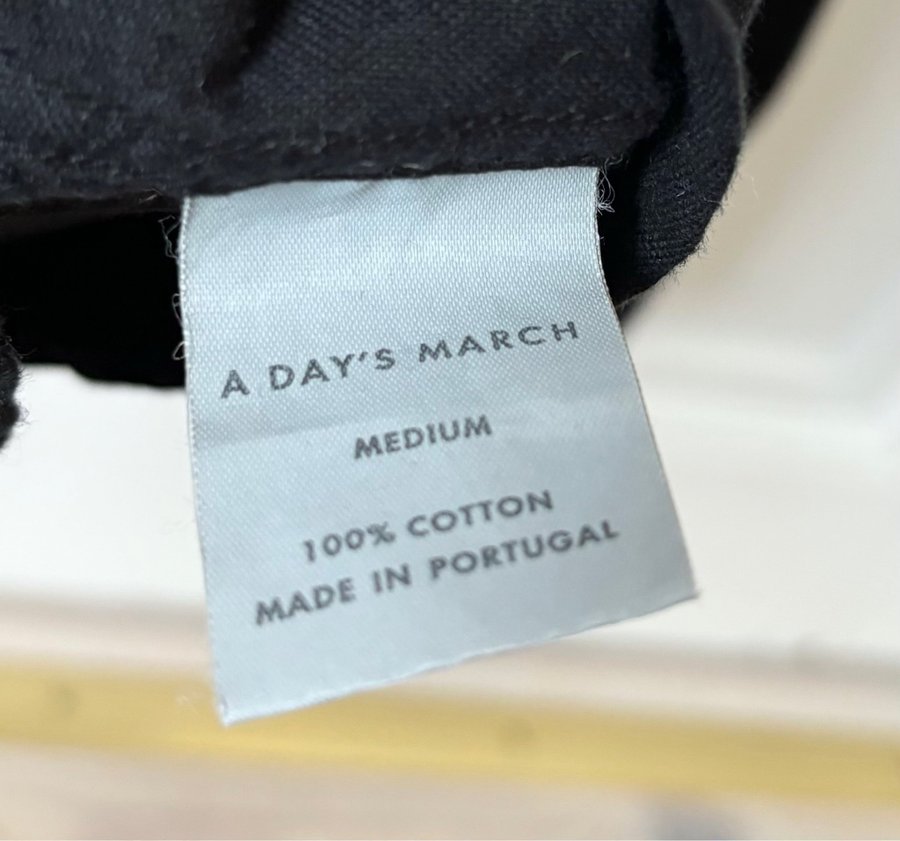 A DAY'S MARCH
MEDIUM
100% COTTON
MADE IN PORTUGAL